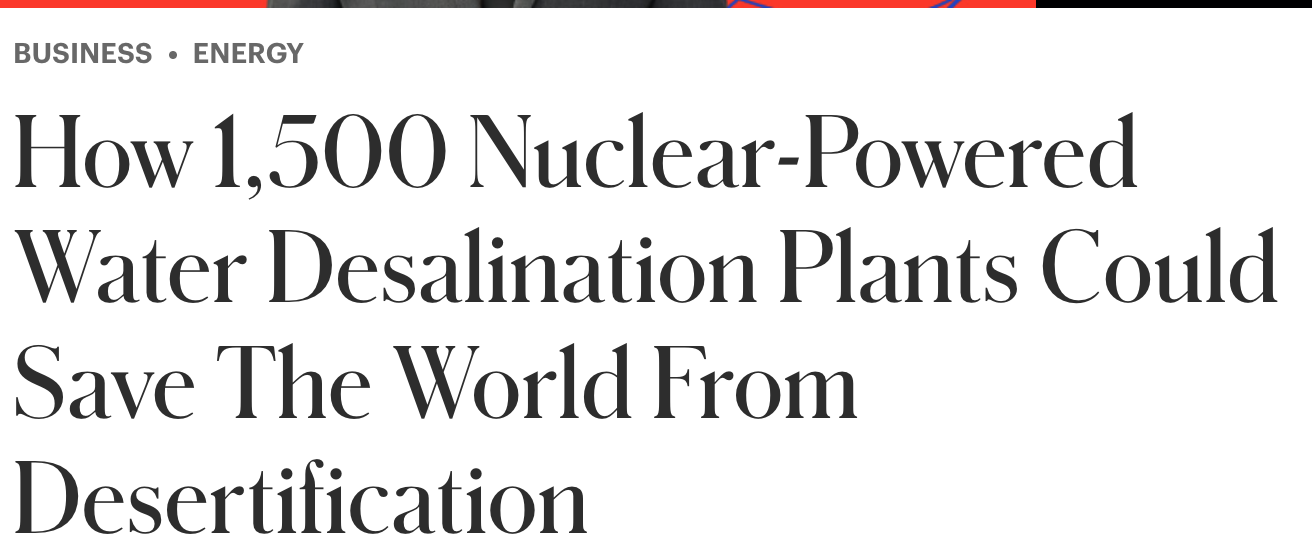 BUSINESS • ENERGY
How 1,500 Nuclear-Powered
Water Desalination Plants Could
Save The World From
Desertification